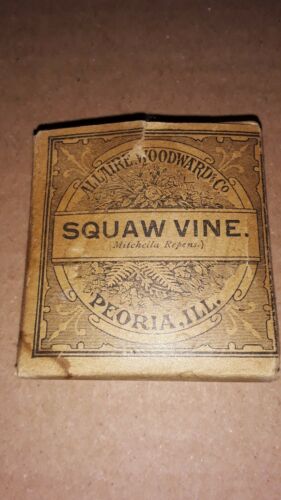 ALLAIRE, WOODWARD & CO
SQUAW VINE.
(Mitchella Repens.)
PEORIA, ILL.